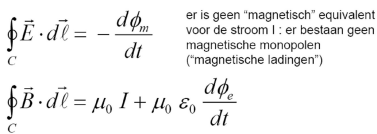 ∮_C E⃗ · dℓ⃗ = − dϕ_m / dt
er is geen “magnetisch” equivalent
voor de stroom I : er bestaan geen
magnetische monopolen
(“magnetische ladingen”)
∮_C B⃗ · dℓ⃗ = μ₀ I + μ₀ ε₀ dϕ_e / dt